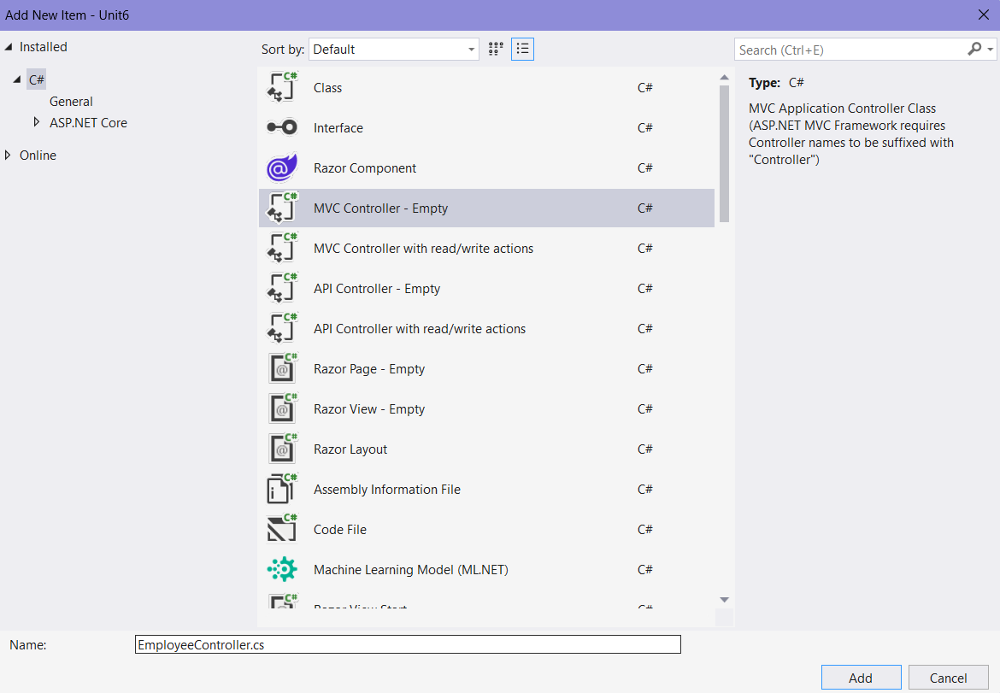 Add New Item - Unit6
Installed
C#
General
ASP.NET Core
Online
Sort by: Default
Search (Ctrl+E)
Class C#
Interface C#
Razor Component C#
MVC Controller - Empty C#
MVC Controller with read/write actions C#
API Controller - Empty C#
API Controller with read/write actions C#
Razor Page - Empty C#
Razor View - Empty C#
Razor Layout C#
Assembly Information File C#
Code File C#
Machine Learning Model (ML.NET) C#
Razor View Start C#
Type: C#
MVC Application Controller Class
(ASP.NET MVC Framework requires
Controller names to be suffixed with
"Controller")
Name: EmployeeController.cs
Add Cancel